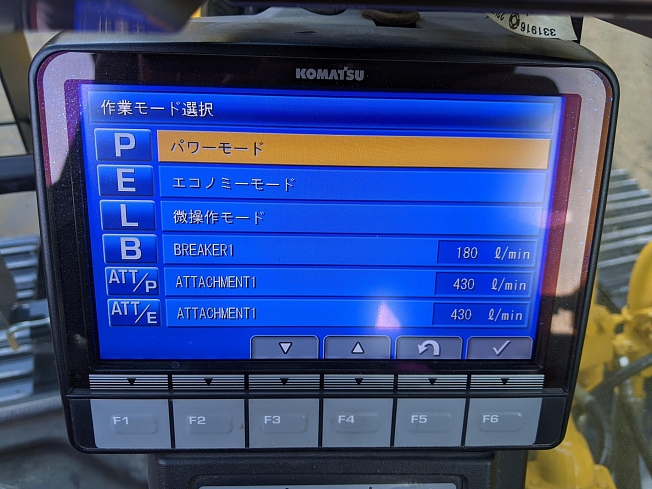 331916
KOMATSU
作業モード選択
P パワーモード
E エコノミーモード
L 微操作モード
B BREAKER1 180 ℓ/min
ATT/P ATTACHMENT1 430 ℓ/min
ATT/E ATTACHMENT1 430 ℓ/min
F1 F2 F3 F4 F5 F6